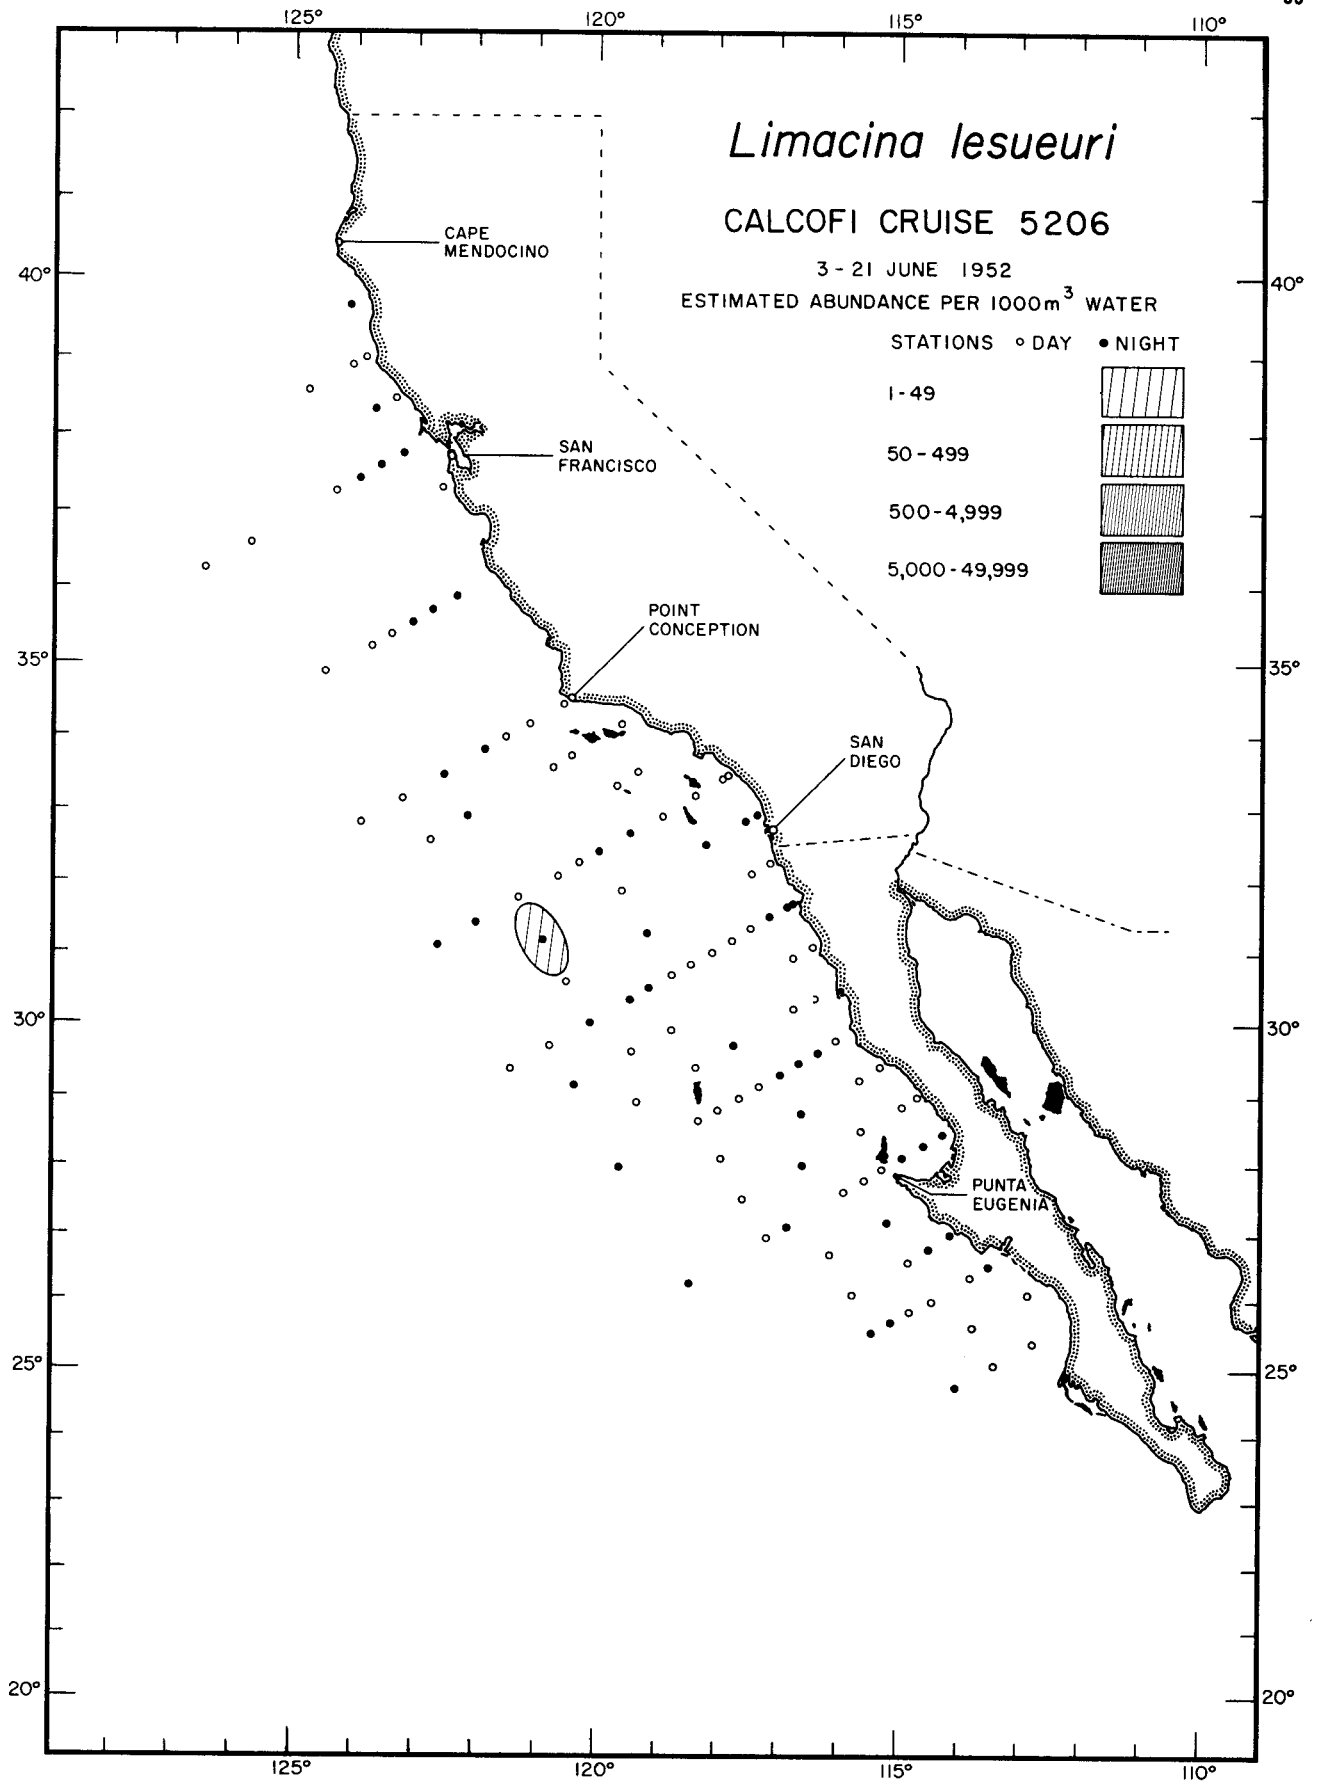 125° 120° 115° 110°
Limacina lesueuri
CALCOFI CRUISE 5206
3-21 JUNE 1952
ESTIMATED ABUNDANCE PER 1000m³ WATER
STATIONS ○ DAY ● NIGHT
1-49
50-499
500-4,999
5,000-49,999
CAPE
MENDOCINO
40° 40°
SAN
FRANCISCO
POINT
CONCEPTION
35° 35°
SAN
DIEGO
30° 30°
PUNTA
EUGENIA
25° 25°
20° 20°
125° 120° 115° 110°